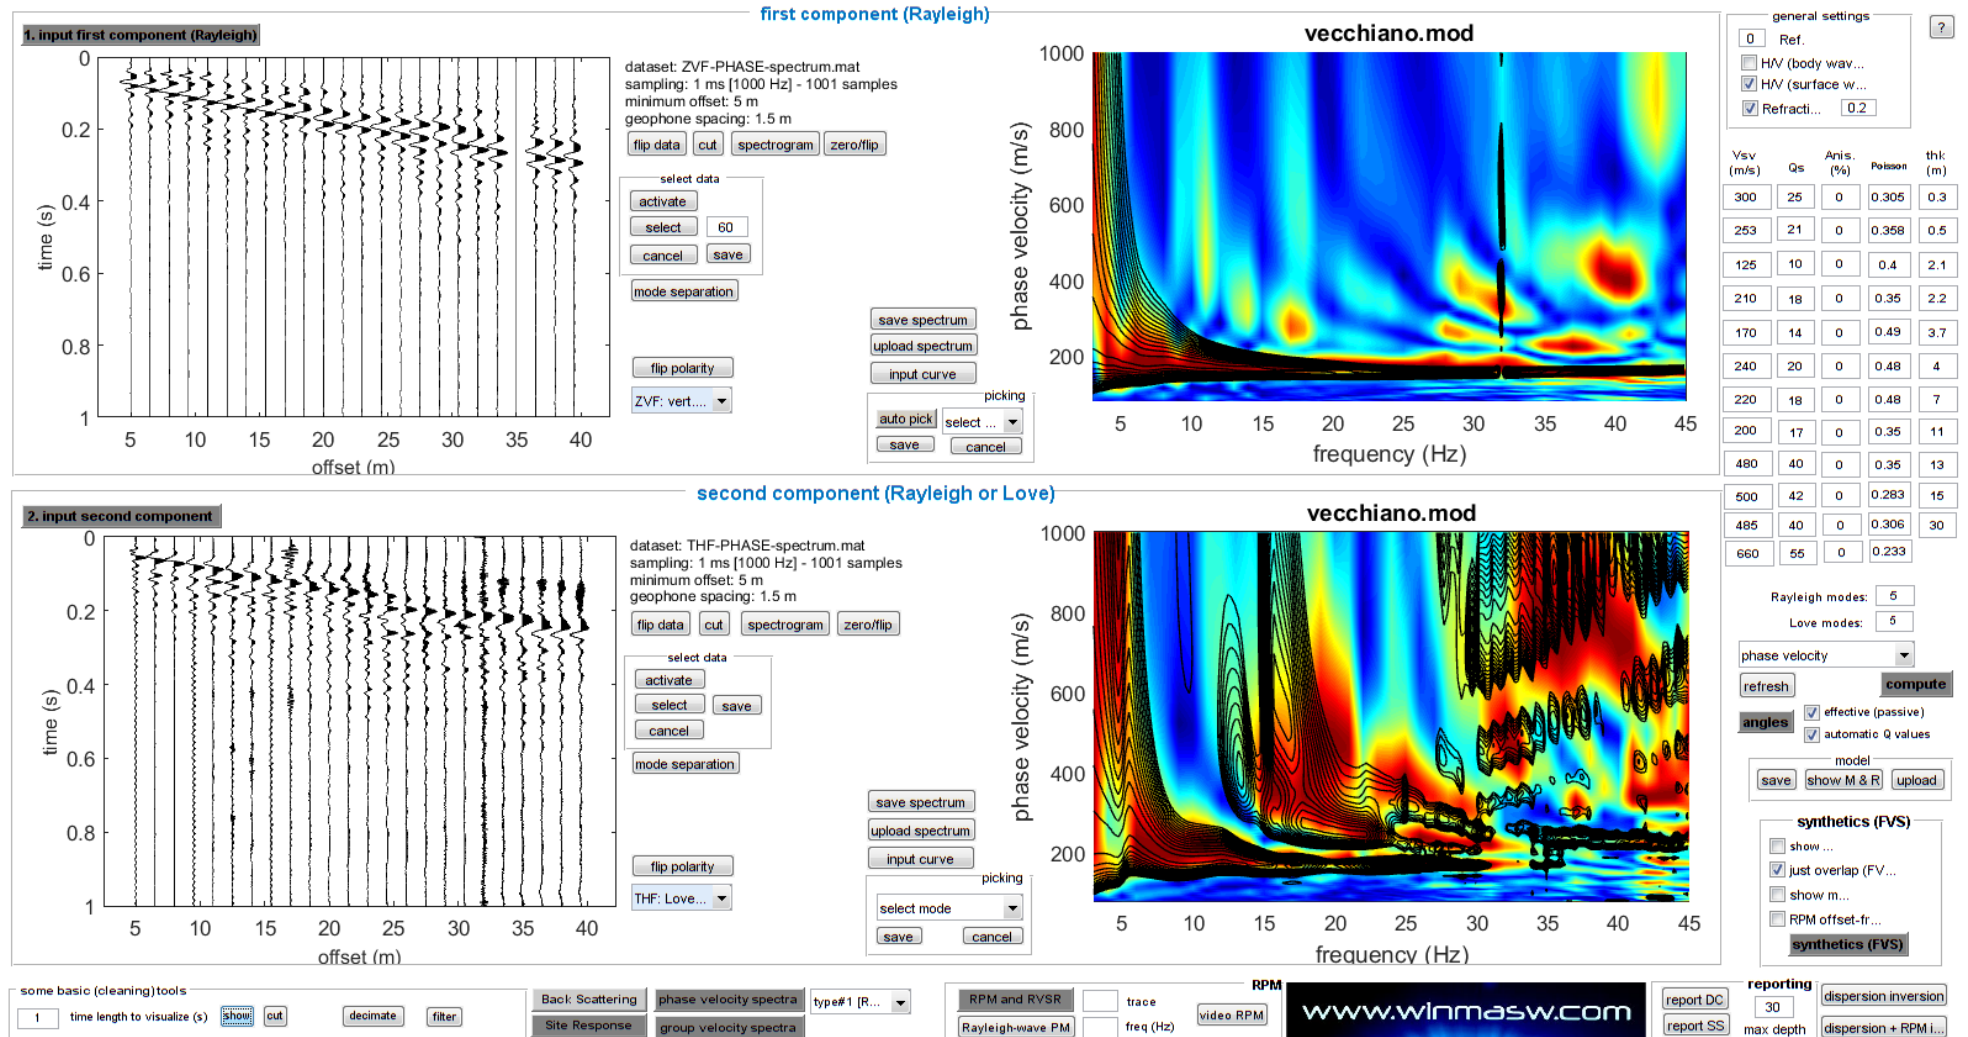 first component (Rayleigh)
1. input first component (Rayleigh)
0
0.2
0.4
0.6
0.8
1
time (s)
5 10 15 20 25 30 35 40
offset (m)
dataset: ZVF-PHASE-spectrum.mat
sampling: 1 ms [1000 Hz] - 1001 samples
minimum offset: 5 m
geophone spacing: 1.5 m
flip data cut spectrogram zero/flip
select data
activate
select 60
cancel save
mode separation
flip polarity
ZVF: vert....
save spectrum
upload spectrum
input curve
picking
auto pick select ...
save cancel
vecchiano.mod
1000
800
600
400
200
phase velocity (m/s)
5 10 15 20 25 30 35 40 45
frequency (Hz)
second component (Rayleigh or Love)
2. input second component
0
0.2
0.4
0.6
0.8
1
time (s)
5 10 15 20 25 30 35 40
offset (m)
dataset: THF-PHASE-spectrum.mat
sampling: 1 ms [1000 Hz] - 1001 samples
minimum offset: 5 m
geophone spacing: 1.5 m
flip data cut spectrogram zero/flip
select data
activate
select save
cancel
mode separation
flip polarity
THF: Love...
save spectrum
upload spectrum
input curve
picking
select mode
save cancel
vecchiano.mod
1000
800
600
400
200
phase velocity (m/s)
5 10 15 20 25 30 35 40 45
frequency (Hz)
general settings
?
0 Ref.
H/V (body wav...
H/V (surface w...
Refracti... 0.2
Vsv (m/s) Qs Anis. (%) Poisson thk (m)
300 25 0 0.305 0.3
253 21 0 0.358 0.5
125 10 0 0.4 2.1
210 18 0 0.35 2.2
170 14 0 0.49 3.7
240 20 0 0.48 4
220 18 0 0.48 7
200 17 0 0.35 11
480 40 0 0.35 13
500 42 0 0.283 15
485 40 0 0.306 30
660 55 0 0.233
Rayleigh modes: 5
Love modes: 5
phase velocity
refresh compute
angles
effective (passive)
automatic Q values
model
save show M & R upload
synthetics (FVS)
show ...
just overlap (FV...
show m...
RPM offset-fr...
synthetics (FVS)
some basic (cleaning)tools
1 time length to visualize (s) show cut decimate filter
Back Scattering phase velocity spectra type#1 [R...
Site Response group velocity spectra
RPM
RPM and RVSR trace
Rayleigh-wave PM freq (Hz)
video RPM
www.winmasw.com
reporting
report DC 30 dispersion inversion
report SS max depth dispersion + RPM i...